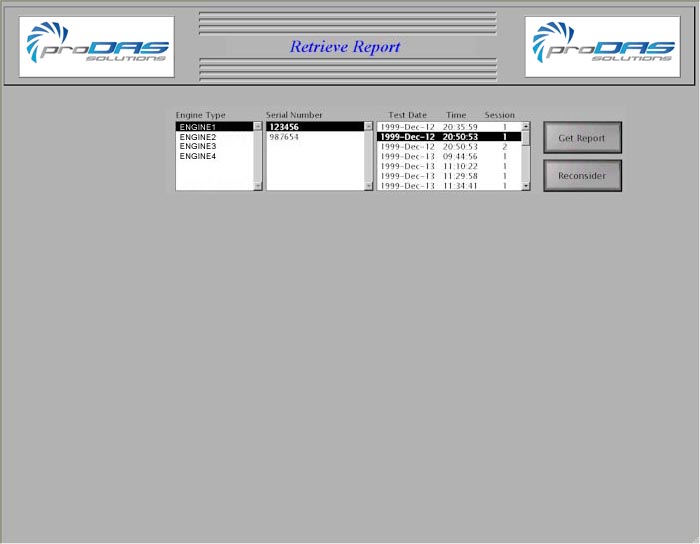 proDAS
SOLUTIONS
Retrieve Report
proDAS
SOLUTIONS
Engine Type Serial Number Test Date Time Session
ENGINE1 123456 1999-Dec-12 20:35:59 1
ENGINE2 987654 1999-Dec-12 20:50:53 1
ENGINE3 1999-Dec-12 20:50:53 2
ENGINE4 1999-Dec-13 09:44:56 1
1999-Dec-13 11:10:22 1
1999-Dec-13 11:29:58 1
1999-Dec-13 11:34:41 1
Get Report
Reconsider